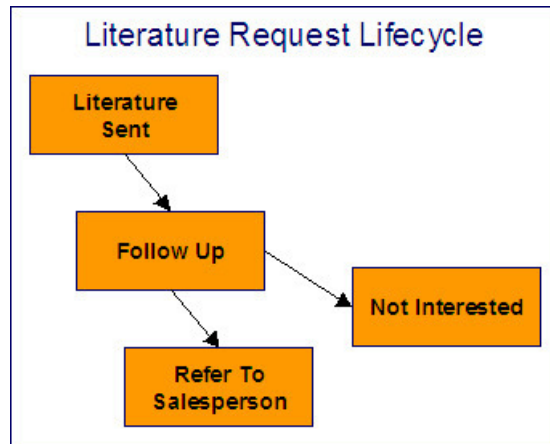 Literature Request Lifecycle
Literature
Sent
Follow Up
Not Interested
Refer To
Salesperson